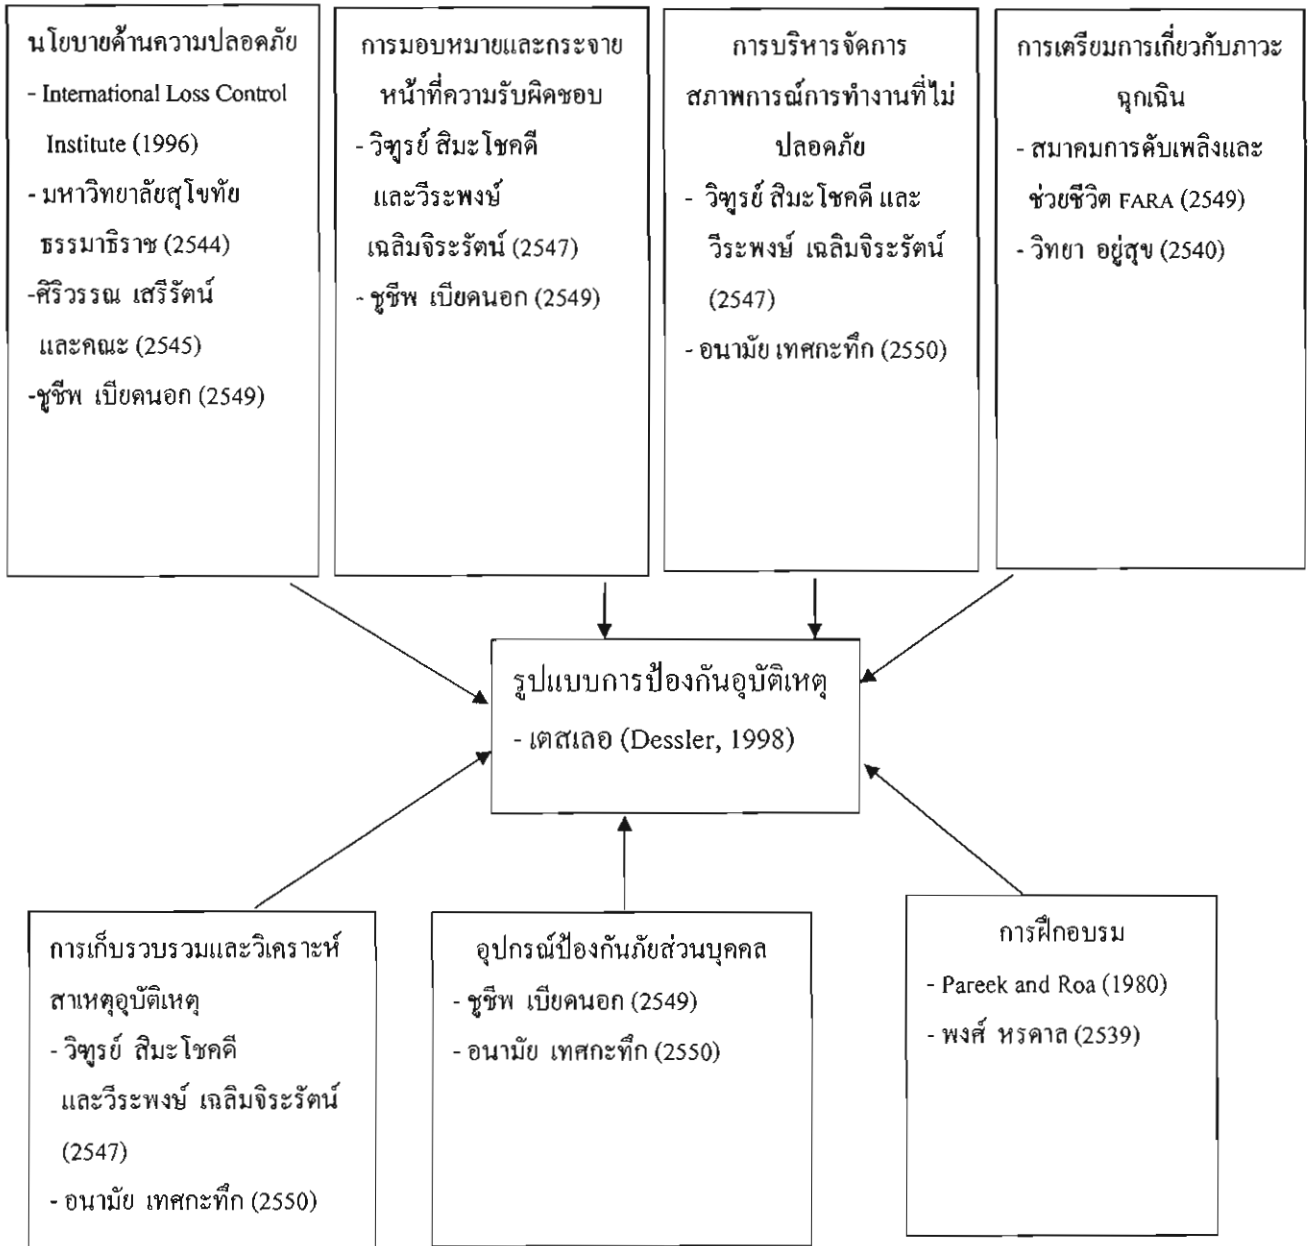 นโยบายด้านความปลอดภัย
- International Loss Control
Institute (1996)
- มหาวิทยาลัยสุโขทัย
ธรรมาธิราช (2544)
-ศิริวรรณ เสรีรัตน์
และคณะ (2545)
-ชูชีพ เบียดนอก (2549)
การมอบหมายและกระจาย
หน้าที่ความรับผิดชอบ
- วิฑูรย์ สิมะโชคดี
และวีระพงษ์
เฉลิมจิระรัตน์ (2547)
- ชูชีพ เบียดนอก (2549)
การบริหารจัดการ
สภาพการณ์การทำงานที่ไม่
ปลอดภัย
- วิฑูรย์ สิมะโชคดี และ
วีระพงษ์ เฉลิมจิระรัตน์
(2547)
- อนามัย เทศกะทึก (2550)
การเตรียมการเกี่ยวกับภาวะ
ฉุกเฉิน
- สมาคมการดับเพลิงและ
ช่วยชีวิต FARA (2549)
- วิทยา อยู่สุข (2540)
รูปแบบการป้องกันอุบัติเหตุ
- เตสเลอ (Dessler, 1998)
การเก็บรวบรวมและวิเคราะห์
สาเหตุอุบัติเหตุ
- วิฑูรย์ สิมะโชคดี
และวีระพงษ์ เฉลิมจิระรัตน์
(2547)
- อนามัย เทศกะทึก (2550)
อุปกรณ์ป้องกันภัยส่วนบุคคล
- ชูชีพ เบียดนอก (2549)
- อนามัย เทศกะทึก (2550)
การฝึกอบรม
- Pareek and Roa (1980)
- พงศ์ หรดาล (2539)